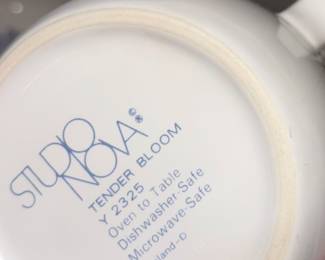 STUDIO
NOVA ©®
TENDER BLOOM
Y 2325
Oven to Table
Dishwasher-Safe
Microwave-Safe